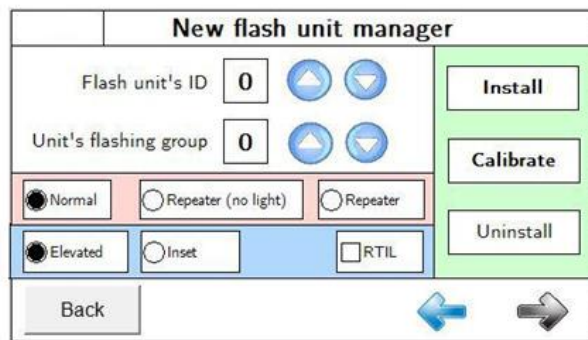 New flash unit manager
Flash unit's ID 0
Install
Unit's flashing group 0
Calibrate
Normal Repeater (no light) Repeater
Uninstall
Elevated Inset RTIL
Back